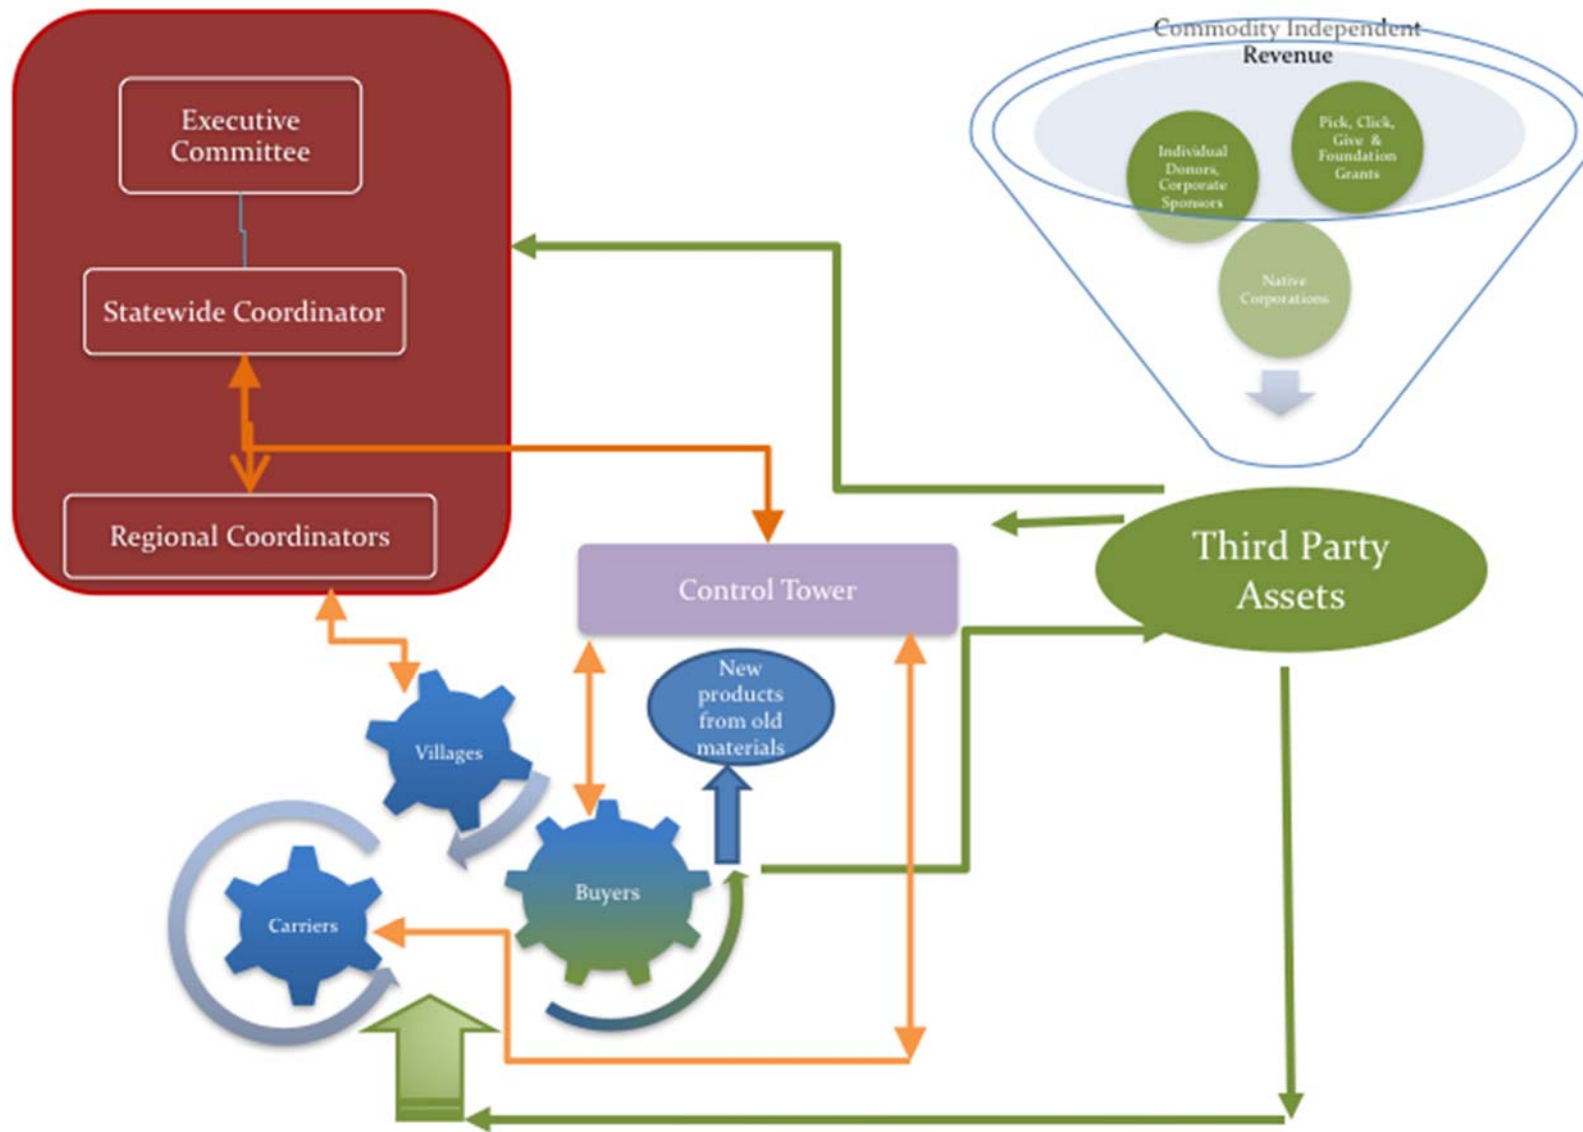 Commodity Independent
Revenue
Executive
Committee
Pick, Click,
Give &
Foundation
Grants
Individual
Donors,
Corporate
Sponsors
Native
Corporations
Statewide Coordinator
Regional Coordinators
Third Party
Assets
Control Tower
New
products
from old
materials
Villages
Buyers
Carriers